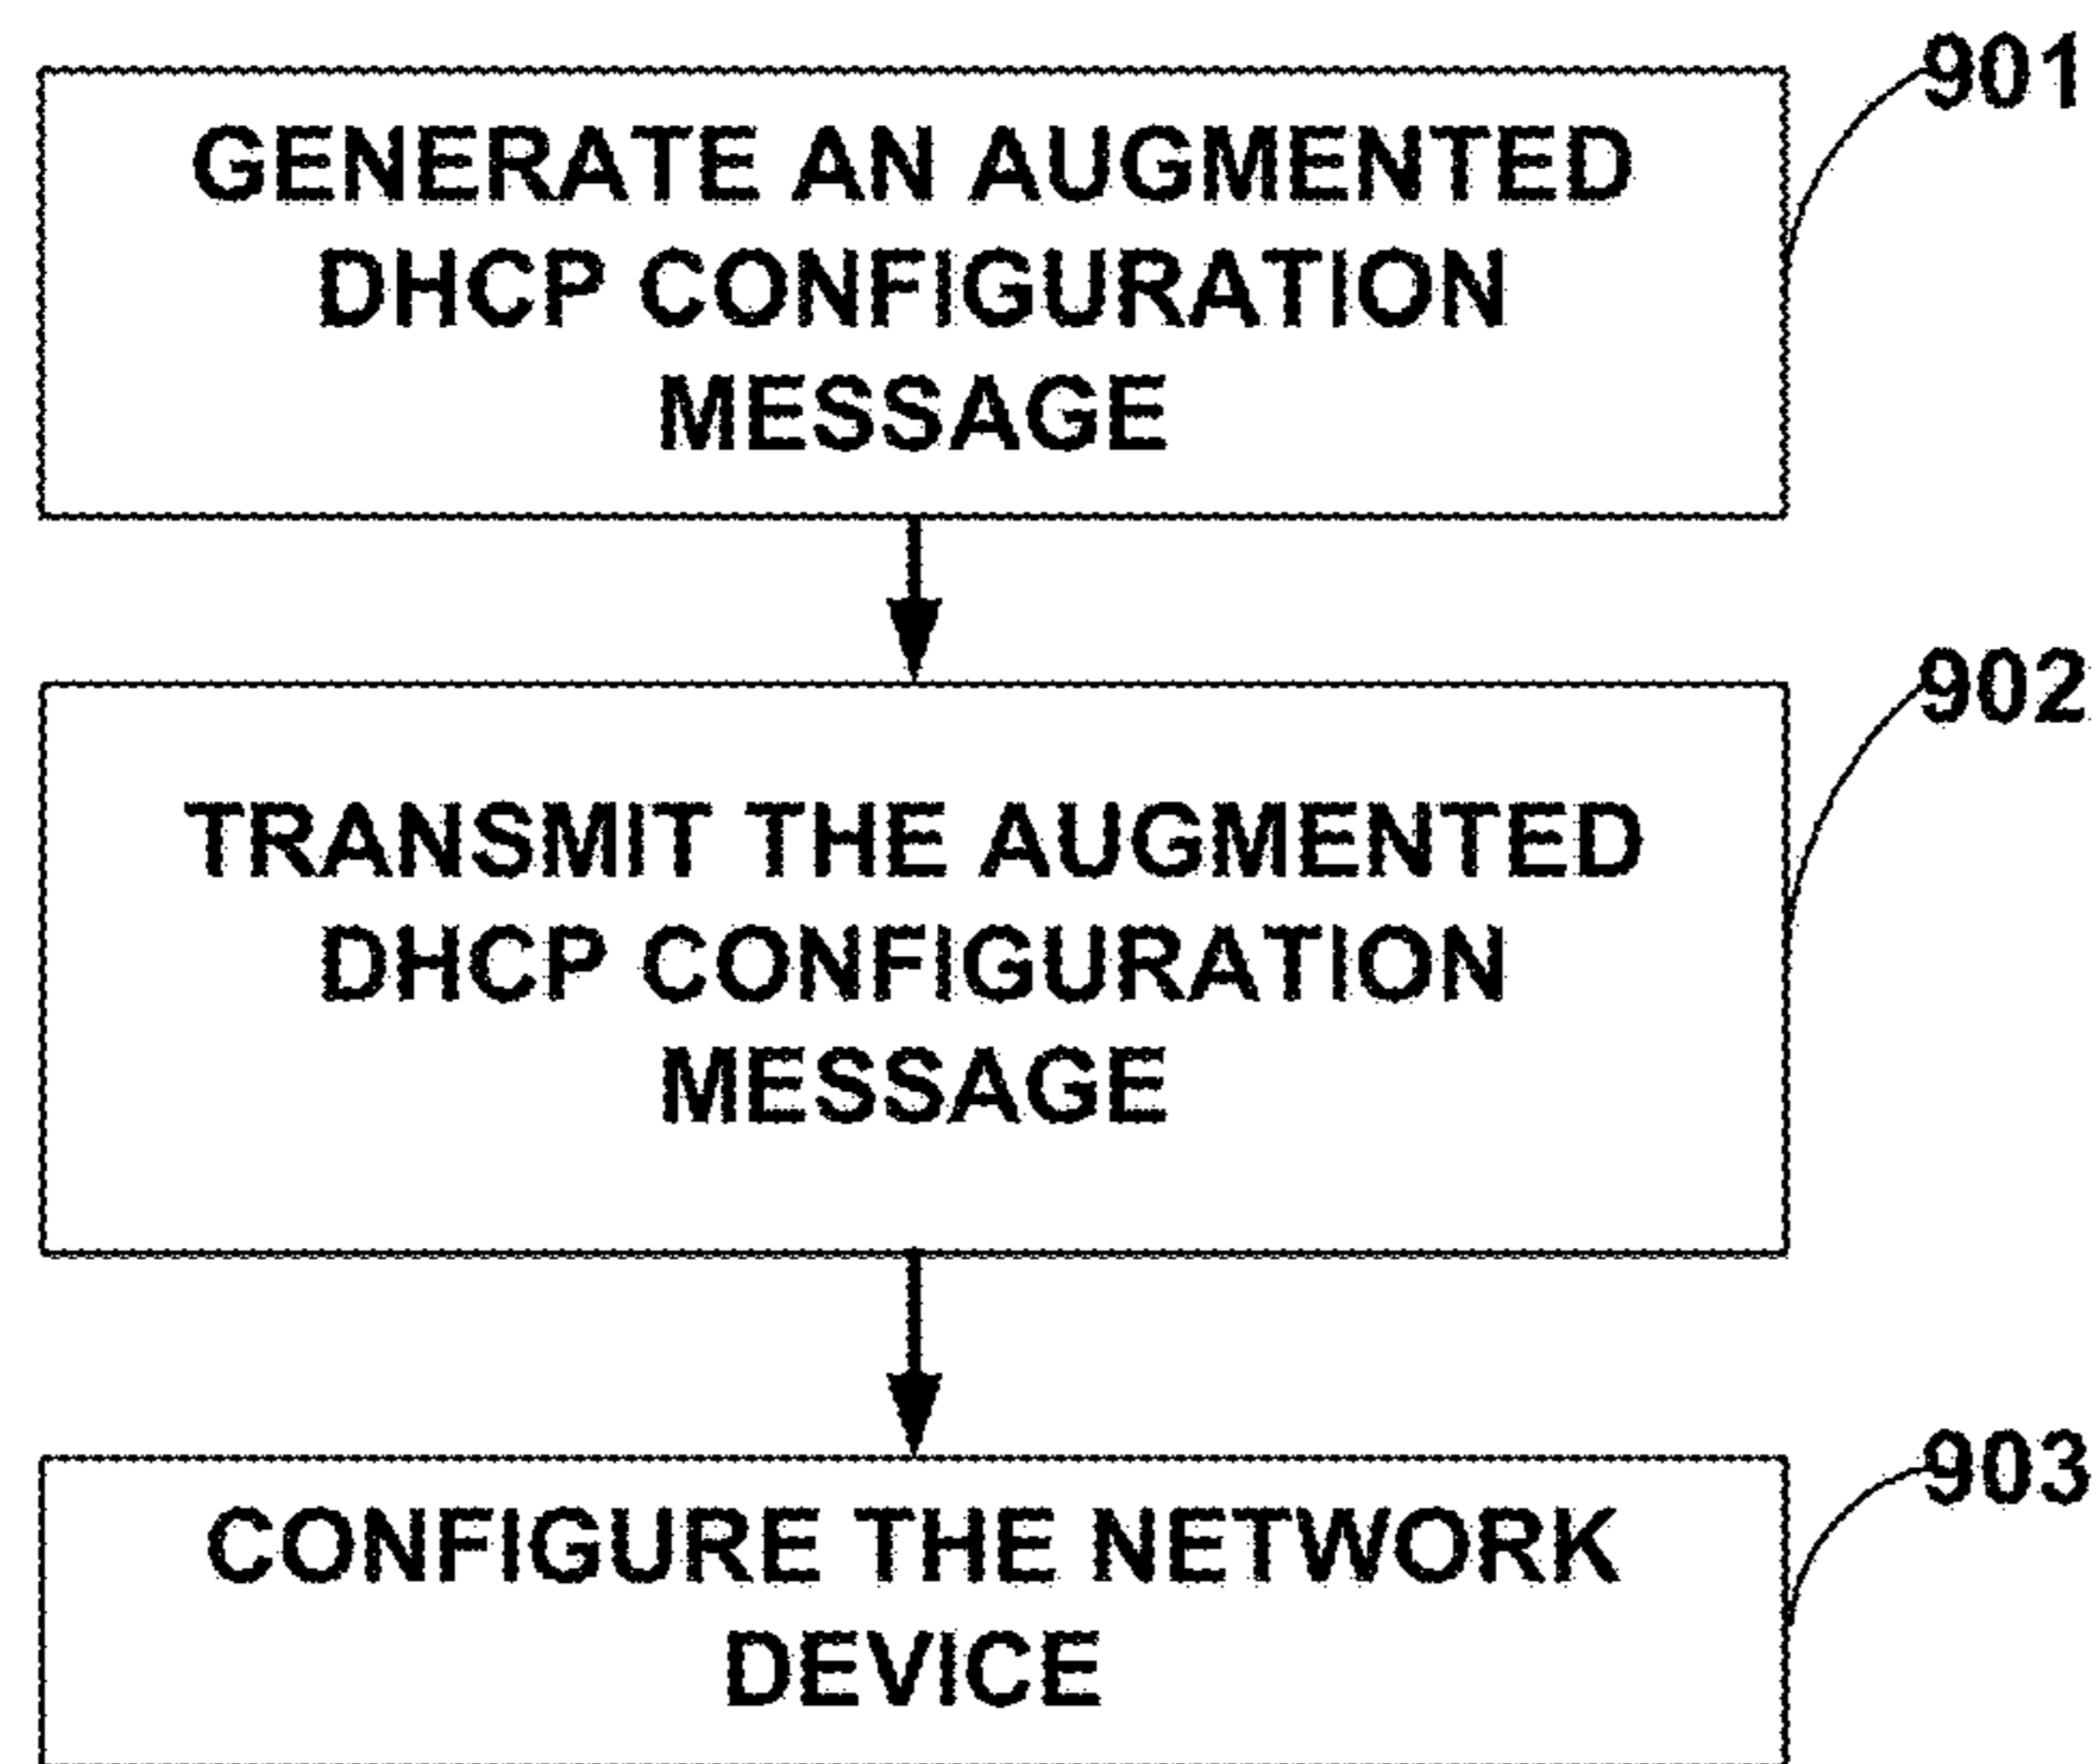 901
GENERATE AN AUGMENTED
DHCP CONFIGURATION
MESSAGE
902
TRANSMIT THE AUGMENTED
DHCP CONFIGURATION
MESSAGE
903
CONFIGURE THE NETWORK
DEVICE